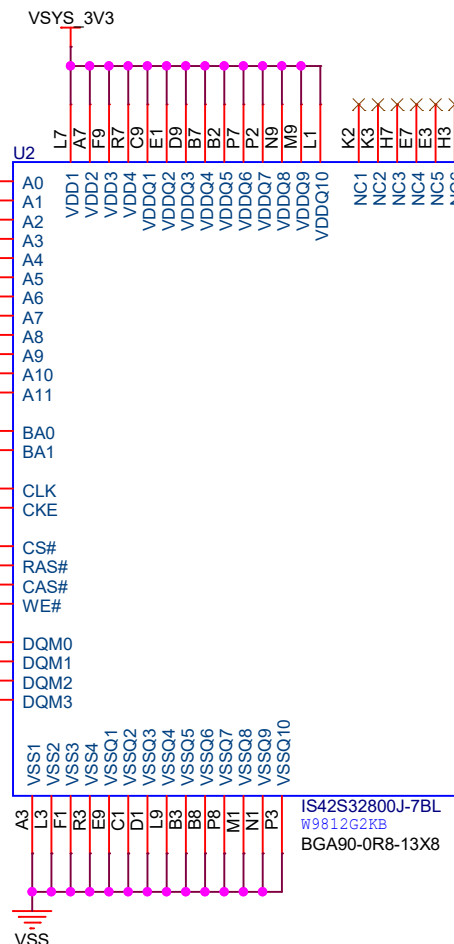 VSYS_3V3
L7 A7 F9 R7 C9 E1 D9 B7 B2 P7 P2 N9 M9 L1 K2 K3 H7 E7 E3 H3
U2
VDD1 VDD2 VDD3 VDD4 VDDQ1 VDDQ2 VDDQ3 VDDQ4 VDDQ5 VDDQ6 VDDQ7 VDDQ8 VDDQ9 VDDQ10 NC1 NC2 NC3 NC4 NC5 NC6
A0
A1
A2
A3
A4
A5
A6
A7
A8
A9
A10
A11
BA0
BA1
CLK
CKE
CS#
RAS#
CAS#
WE#
DQM0
DQM1
DQM2
DQM3
VSS1 VSS2 VSS3 VSS4 VSSQ1 VSSQ2 VSSQ3 VSSQ4 VSSQ5 VSSQ6 VSSQ7 VSSQ8 VSSQ9 VSSQ10
A3 L3 F1 R3 E9 C1 D1 L9 B3 B8 P8 M1 N1 P3
IS42S32800J-7BL
W9812G2KB
BGA90-0R8-13X8
VSS